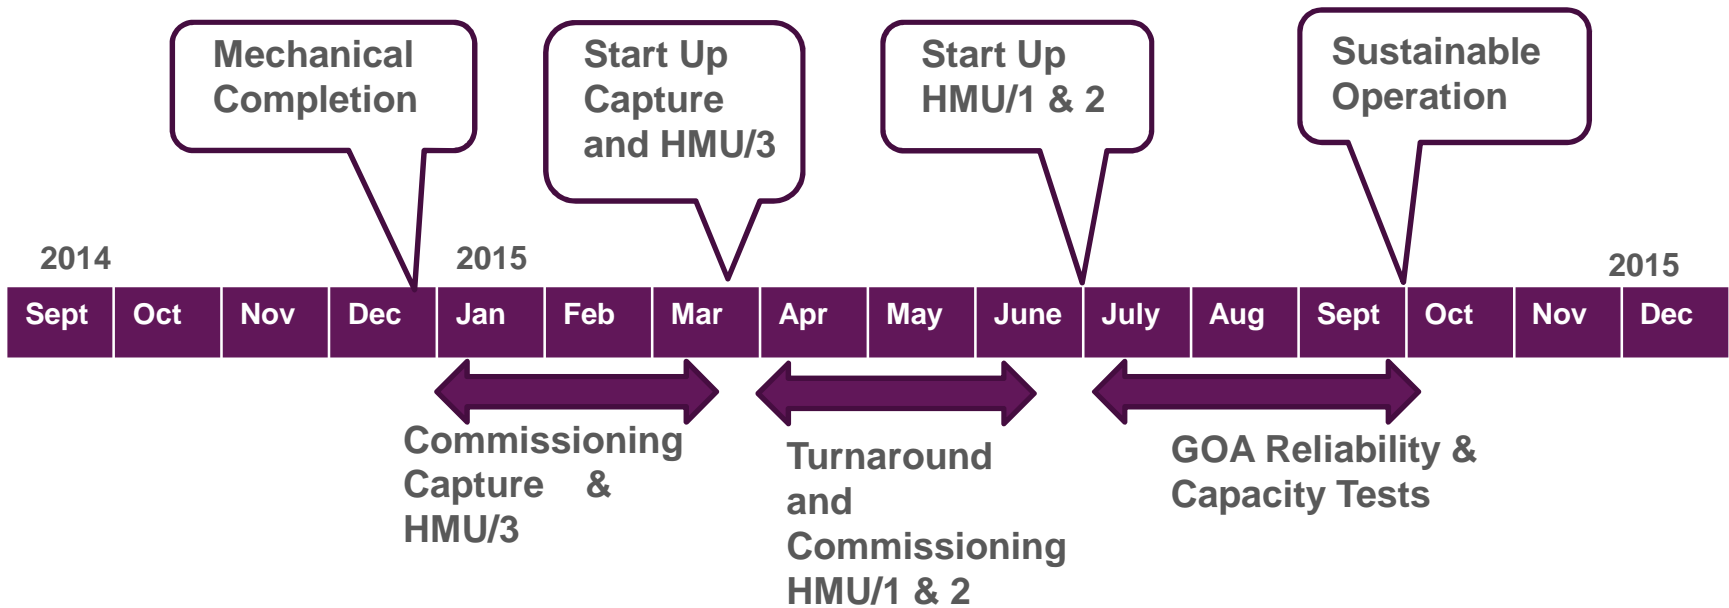 Mechanical
Completion
Start Up
Capture
and HMU/3
Start Up
HMU/1 & 2
Sustainable
Operation
2014
2015
2015
Sept Oct Nov Dec Jan Feb Mar Apr May June July Aug Sept Oct Nov Dec
Commissioning
Capture & 
HMU/3
Turnaround
and
Commissioning
HMU/1 & 2
GOA Reliability &
Capacity Tests